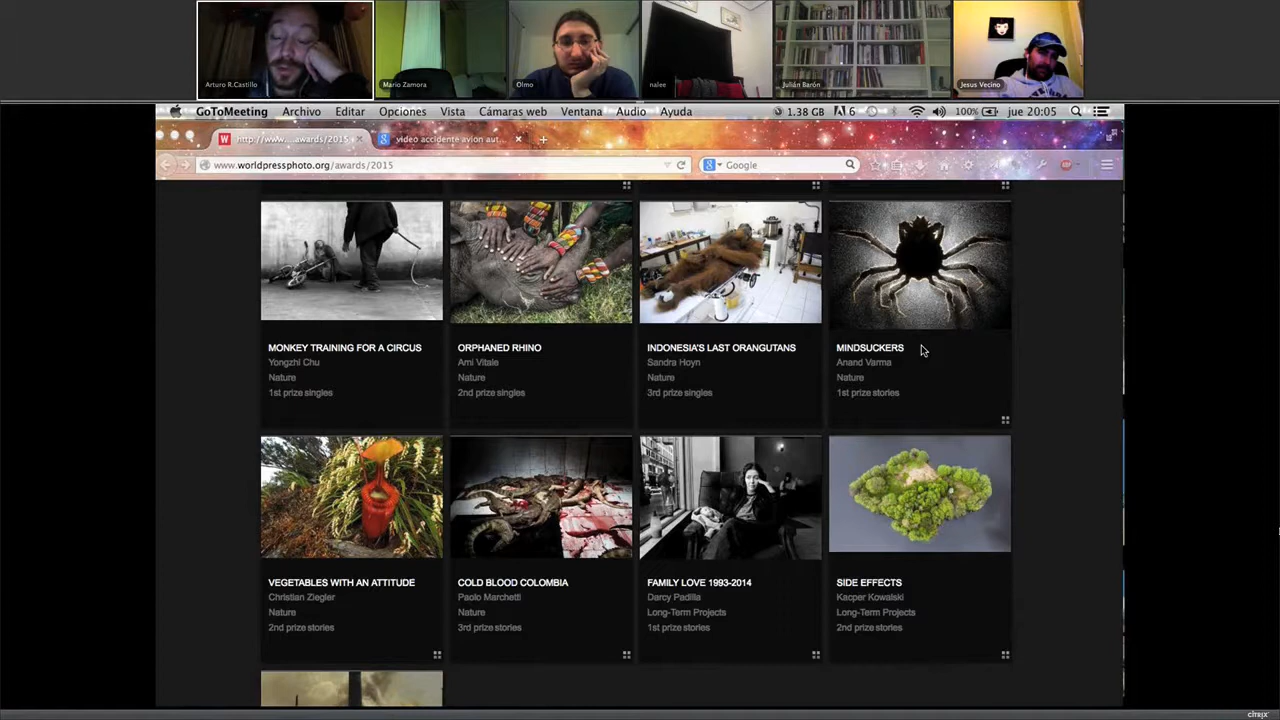 Arturo R.Castillo
Mario Zamora
Olmo
nalee
Julián Barón
Jesus Vecino
GoToMeeting Archivo Editar Opciones Vista Cámaras web Ventana Audio Ayuda 1.38 GB 6 100% jue 20:05
http://www....awards/2015 video accidente avion aut...
www.worldpressphoto.org/awards/2015 Google
MONKEY TRAINING FOR A CIRCUS
Yongzhi Chu
Nature
1st prize singles
ORPHANED RHINO
Ami Vitale
Nature
2nd prize singles
INDONESIA'S LAST ORANGUTANS
Sandra Hoyn
Nature
3rd prize singles
MINDSUCKERS
Anand Varma
Nature
1st prize stories
VEGETABLES WITH AN ATTITUDE
Christian Ziegler
Nature
2nd prize stories
COLD BLOOD COLOMBIA
Paolo Marchetti
Nature
3rd prize stories
FAMILY LOVE 1993-2014
Darcy Padilla
Long-Term Projects
1st prize stories
SIDE EFFECTS
Kacper Kowalski
Long-Term Projects
2nd prize stories
CITRIX